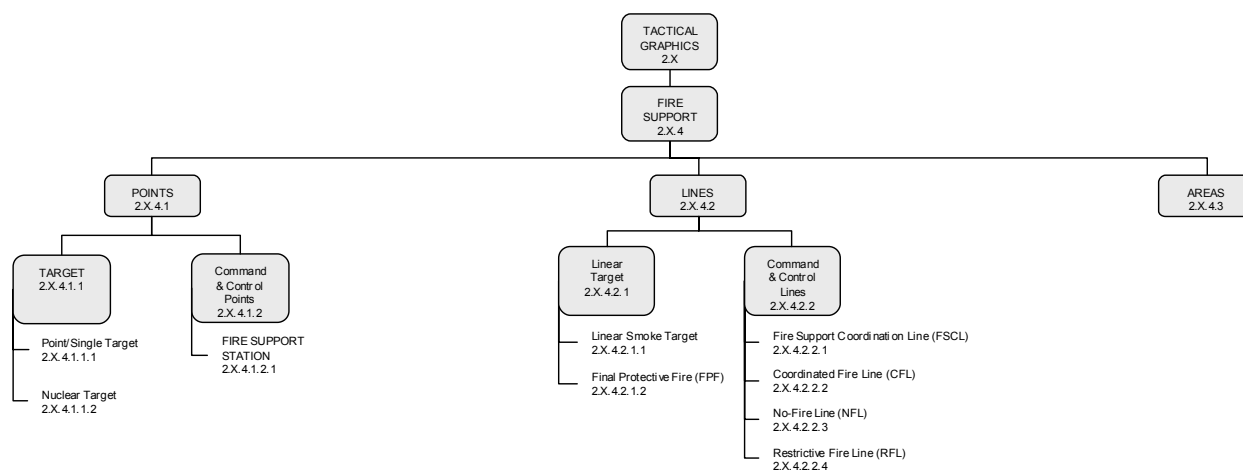 TACTICAL
GRAPHICS
2.X
FIRE
SUPPORT
2.X.4
POINTS
2.X.4.1
LINES
2.X.4.2
AREAS
2.X.4.3
TARGET
2.X.4.1.1
Command
& Control
Points
2.X.4.1.2
Linear
Target
2.X.4.2.1
Command
& Control
Lines
2.X.4.2.2
Point/Single Target
2.X.4.1.1.1
Nuclear Target
2.X.4.1.1.2
FIRE SUPPORT
STATION
2.X.4.1.2.1
Linear Smoke Target
2.X.4.2.1.1
Final Protective Fire (FPF)
2.X.4.2.1.2
Fire Support Coordination Line (FSCL)
2.X.4.2.2.1
Coordinated Fire Line (CFL)
2.X.4.2.2.2
No-Fire Line (NFL)
2.X.4.2.2.3
Restrictive Fire Line (RFL)
2.X.4.2.2.4